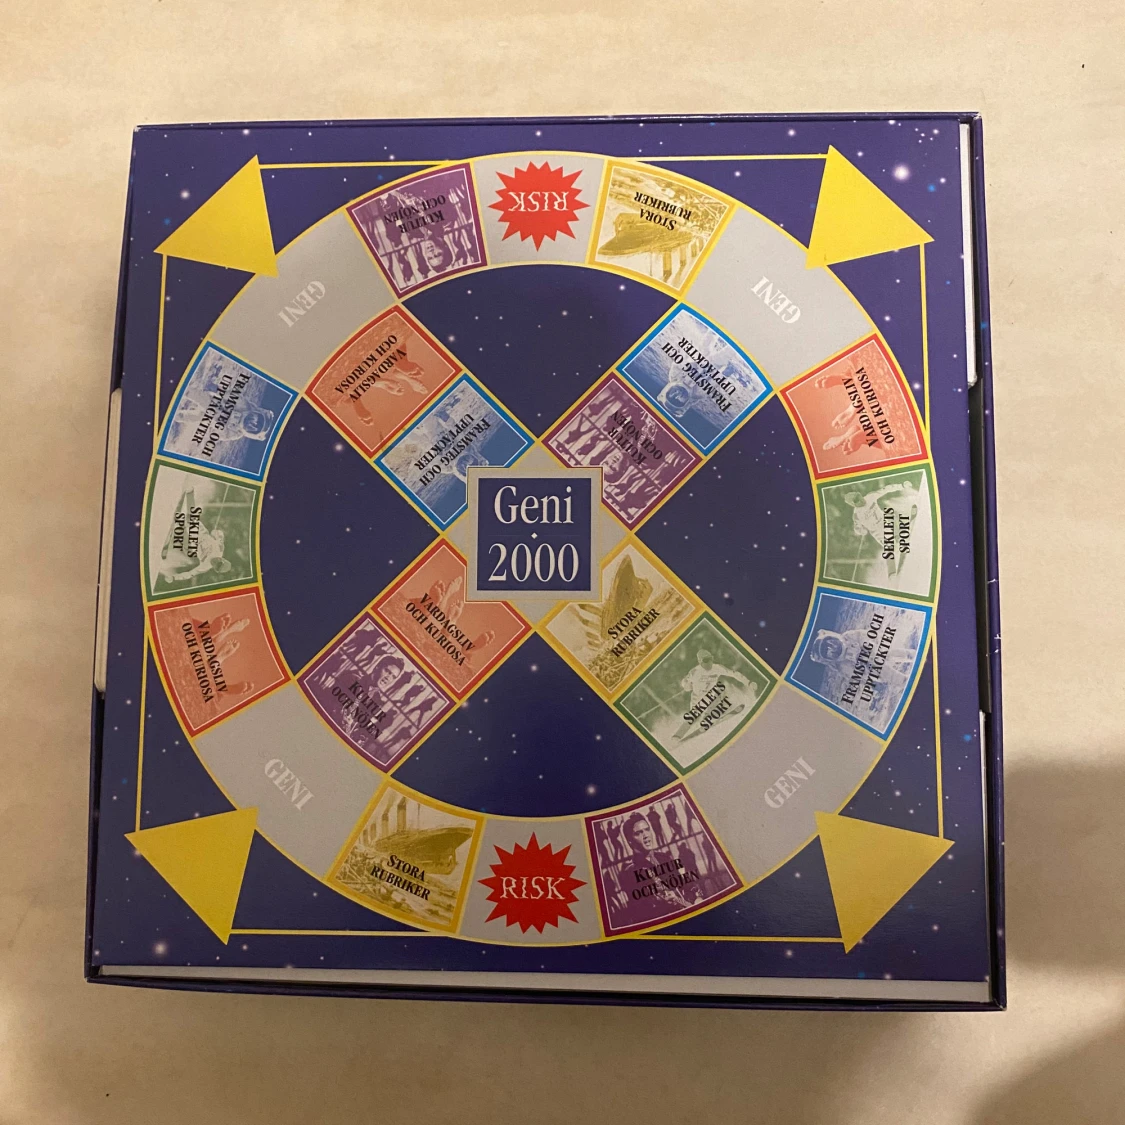 KULTUR
OCH NÖJEN
RISK
STORA
RUBRIKER
GENI
GENI
VARDAGSLIV
OCH KURIOSA
FRAMSTEG OCH
UPPTÄCKTER
FRAMSTEG OCH
UPPTÄCKTER
VARDAGSLIV
OCH KURIOSA
FRAMSTEG OCH
UPPTÄCKTER
KULTUR
OCH NÖJEN
SEKLETS
SPORT
Geni
2000
SEKLETS
SPORT
VARDAGSLIV
OCH KURIOSA
VARDAGSLIV
OCH KURIOSA
STORA
RUBRIKER
FRAMSTEG OCH
UPPTÄCKTER
KULTUR
OCH NÖJEN
SEKLETS
SPORT
GENI
GENI
STORA
RUBRIKER
RISK
KULTUR
OCH NÖJEN